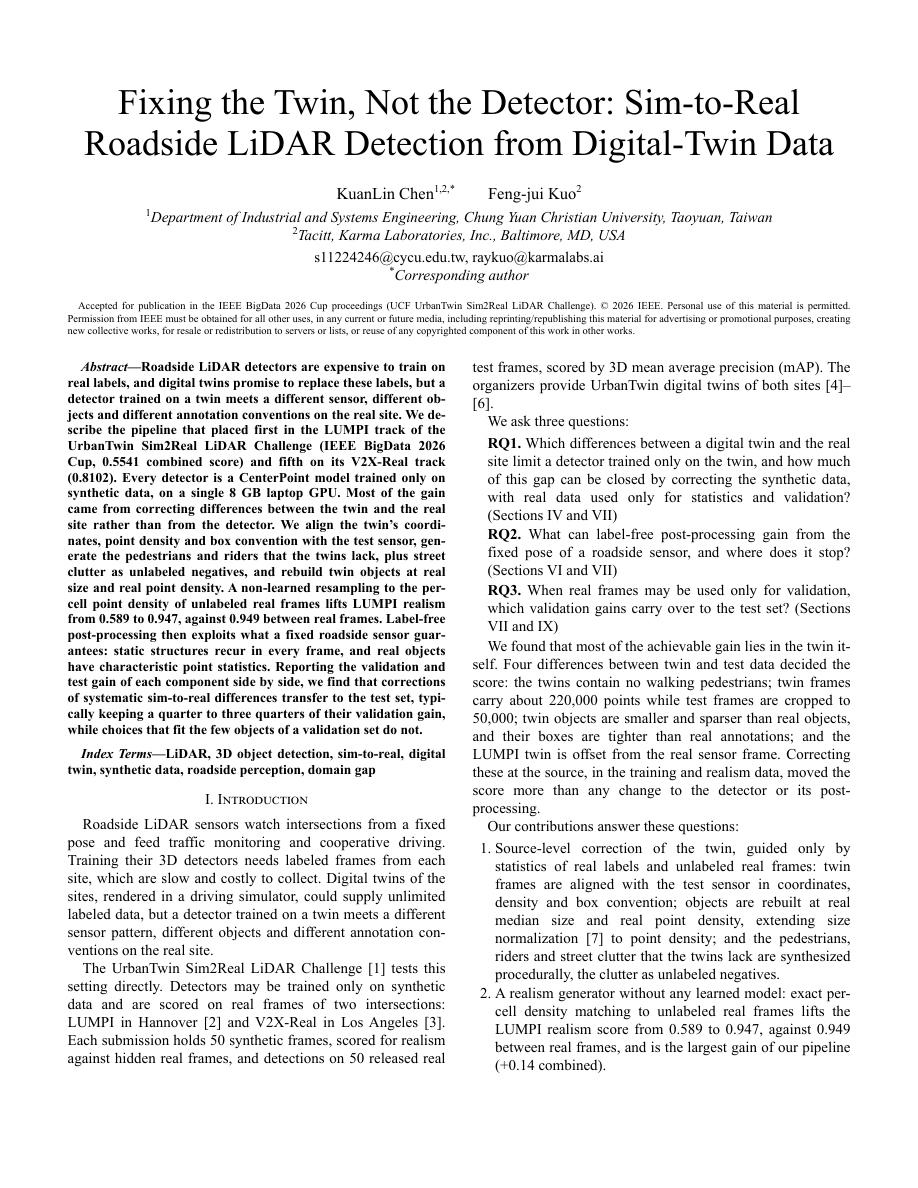 Fixing the Twin, Not the Detector: Sim-to-Real
Roadside LiDAR Detection from Digital-Twin Data
KuanLin Chen1,2,* Feng-jui Kuo2
1Department of Industrial and Systems Engineering, Chung Yuan Christian University, Taoyuan, Taiwan
2Tacitt, Karma Laboratories, Inc., Baltimore, MD, USA
s11224246@cycu.edu.tw, raykuo@karmalabs.ai
*Corresponding author
Accepted for publication in the IEEE BigData 2026 Cup proceedings (UCF UrbanTwin Sim2Real LiDAR Challenge). © 2026 IEEE. Personal use of this material is permitted.
Permission from IEEE must be obtained for all other uses, in any current or future media, including reprinting/republishing this material for advertising or promotional purposes, creating
new collective works, for resale or redistribution to servers or lists, or reuse of any copyrighted component of this work in other works.
Abstract—Roadside LiDAR detectors are expensive to train on
real labels, and digital twins promise to replace these labels, but a
detector trained on a twin meets a different sensor, different ob-
jects and different annotation conventions on the real site. We de-
scribe the pipeline that placed first in the LUMPI track of the
UrbanTwin Sim2Real LiDAR Challenge (IEEE BigData 2026
Cup, 0.5541 combined score) and fifth on its V2X-Real track
(0.8102). Every detector is a CenterPoint model trained only on
synthetic data, on a single 8 GB laptop GPU. Most of the gain
came from correcting differences between the twin and the real
site rather than from the detector. We align the twin's coordi-
nates, point density and box convention with the test sensor, gen-
erate the pedestrians and riders that the twins lack, plus street
clutter as unlabeled negatives, and rebuild twin objects at real
size and real point density. A non-learned resampling to the per-
cell point density of unlabeled real frames lifts LUMPI realism
from 0.589 to 0.947, against 0.949 between real frames. Label-free
post-processing then exploits what a fixed roadside sensor guar-
antees: static structures recur in every frame, and real objects
have characteristic point statistics. Reporting the validation and
test gain of each component side by side, we find that corrections
of systematic sim-to-real differences transfer to the test set, typi-
cally keeping a quarter to three quarters of their validation gain,
while choices that fit the few objects of a validation set do not.
Index Terms—LiDAR, 3D object detection, sim-to-real, digital
twin, synthetic data, roadside perception, domain gap
I. INTRODUCTION
Roadside LiDAR sensors watch intersections from a fixed
pose and feed traffic monitoring and cooperative driving.
Training their 3D detectors needs labeled frames from each
site, which are slow and costly to collect. Digital twins of the
sites, rendered in a driving simulator, could supply unlimited
labeled data, but a detector trained on a twin meets a different
sensor pattern, different objects and different annotation con-
ventions on the real site.
The UrbanTwin Sim2Real LiDAR Challenge [1] tests this
setting directly. Detectors may be trained only on synthetic
data and are scored on real frames of two intersections:
LUMPI in Hannover [2] and V2X-Real in Los Angeles [3].
Each submission holds 50 synthetic frames, scored for realism
against hidden real frames, and detections on 50 released real
test frames, scored by 3D mean average precision (mAP). The
organizers provide UrbanTwin digital twins of both sites [4]–
[6].
We ask three questions:
RQ1. Which differences between a digital twin and the real
site limit a detector trained only on the twin, and how much
of this gap can be closed by correcting the synthetic data,
with real data used only for statistics and validation?
(Sections IV and VII)
RQ2. What can label-free post-processing gain from the
fixed pose of a roadside sensor, and where does it stop?
(Sections VI and VII)
RQ3. When real frames may be used only for validation,
which validation gains carry over to the test set? (Sections
VII and IX)
We found that most of the achievable gain lies in the twin it-
self. Four differences between twin and test data decided the
score: the twins contain no walking pedestrians; twin frames
carry about 220,000 points while test frames are cropped to
50,000; twin objects are smaller and sparser than real objects,
and their boxes are tighter than real annotations; and the
LUMPI twin is offset from the real sensor frame. Correcting
these at the source, in the training and realism data, moved the
score more than any change to the detector or its post-
processing.
Our contributions answer these questions:
1. Source-level correction of the twin, guided only by
statistics of real labels and unlabeled real frames: twin
frames are aligned with the test sensor in coordinates,
density and box convention; objects are rebuilt at real
median size and real point density, extending size
normalization [7] to point density; and the pedestrians,
riders and street clutter that the twins lack are synthesized
procedurally, the clutter as unlabeled negatives.
2. A realism generator without any learned model: exact per-
cell density matching to unlabeled real frames lifts the
LUMPI realism score from 0.589 to 0.947, against 0.949
between real frames, and is the largest gain of our pipeline
(+0.14 combined).